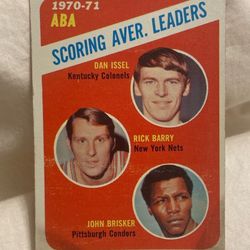 1970-71
ABA
SCORING AVER. LEADERS
DAN ISSEL
Kentucky Colonels
RICK BARRY
New York Nets
JOHN BRISKER
Pittsburgh Condors